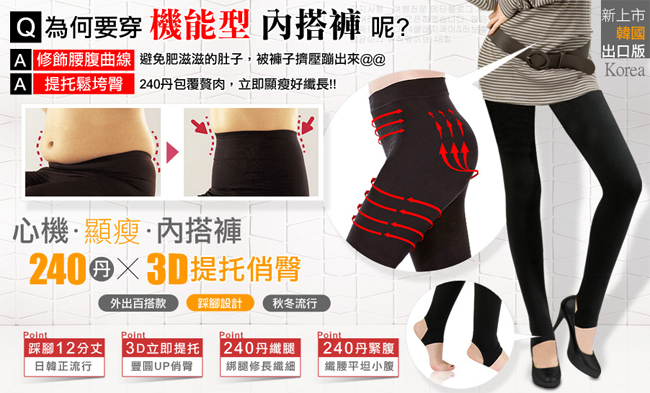 Q 為何要穿 機能型 內搭褲 呢?
A 修飾腰腹曲線 避免肥滋滋的肚子，被褲子擠壓蹦出來@@
A 提托鬆垮臀 240丹包覆贅肉，立即顯瘦好纖長!!
新上市
韓國
出口版
Korea
心機·顯瘦·內搭褲
240丹×3D提托俏臀
外出百搭款 踩腳設計 秋冬流行
Point
踩腳12分丈
日韓正流行
Point
3D立即提托
豐圓UP俏臀
Point
240丹纖腿
綁腿修長纖細
Point
240丹緊腹
纖腰平坦小腹